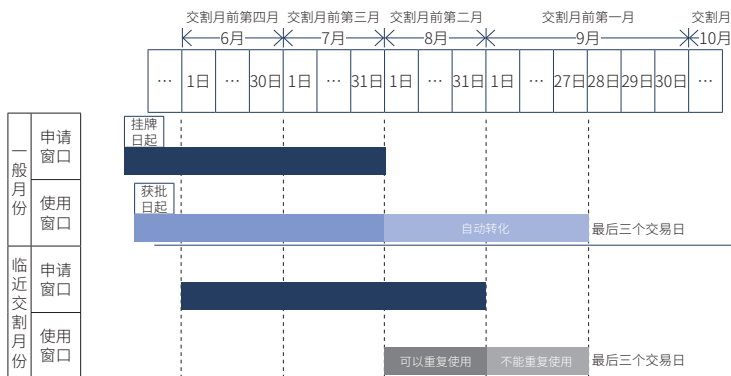 交割月前第四月 交割月前第三月 交割月前第二月 交割月前第一月 交割月
6月 7月 8月 9月 10月
… 1日 … 30日 1日 … 31日 1日 … 31日 1日 … 27日 28日 29日 30日 …
一般月份
申请窗口
挂牌日起
使用窗口
获批日起
自动转化
最后三个交易日
临近交割月份
申请窗口
使用窗口
可以重复使用 不能重复使用 最后三个交易日